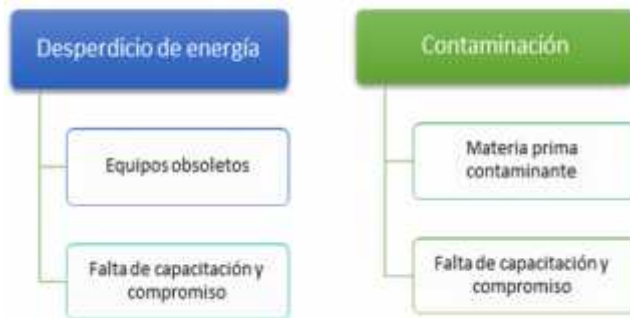 Desperdicio de energía
Equipos obsoletos
Falta de capacitación y
compromiso
Contaminación
Materia prima
contaminante
Falta de capacitación y
compromiso